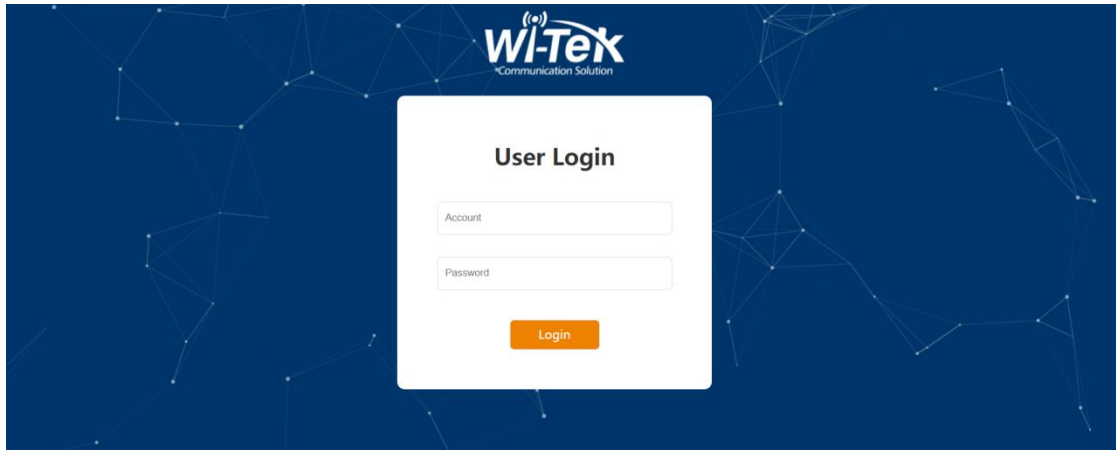 Wi-Tek
Communication Solution
User Login
Account
Password
Login